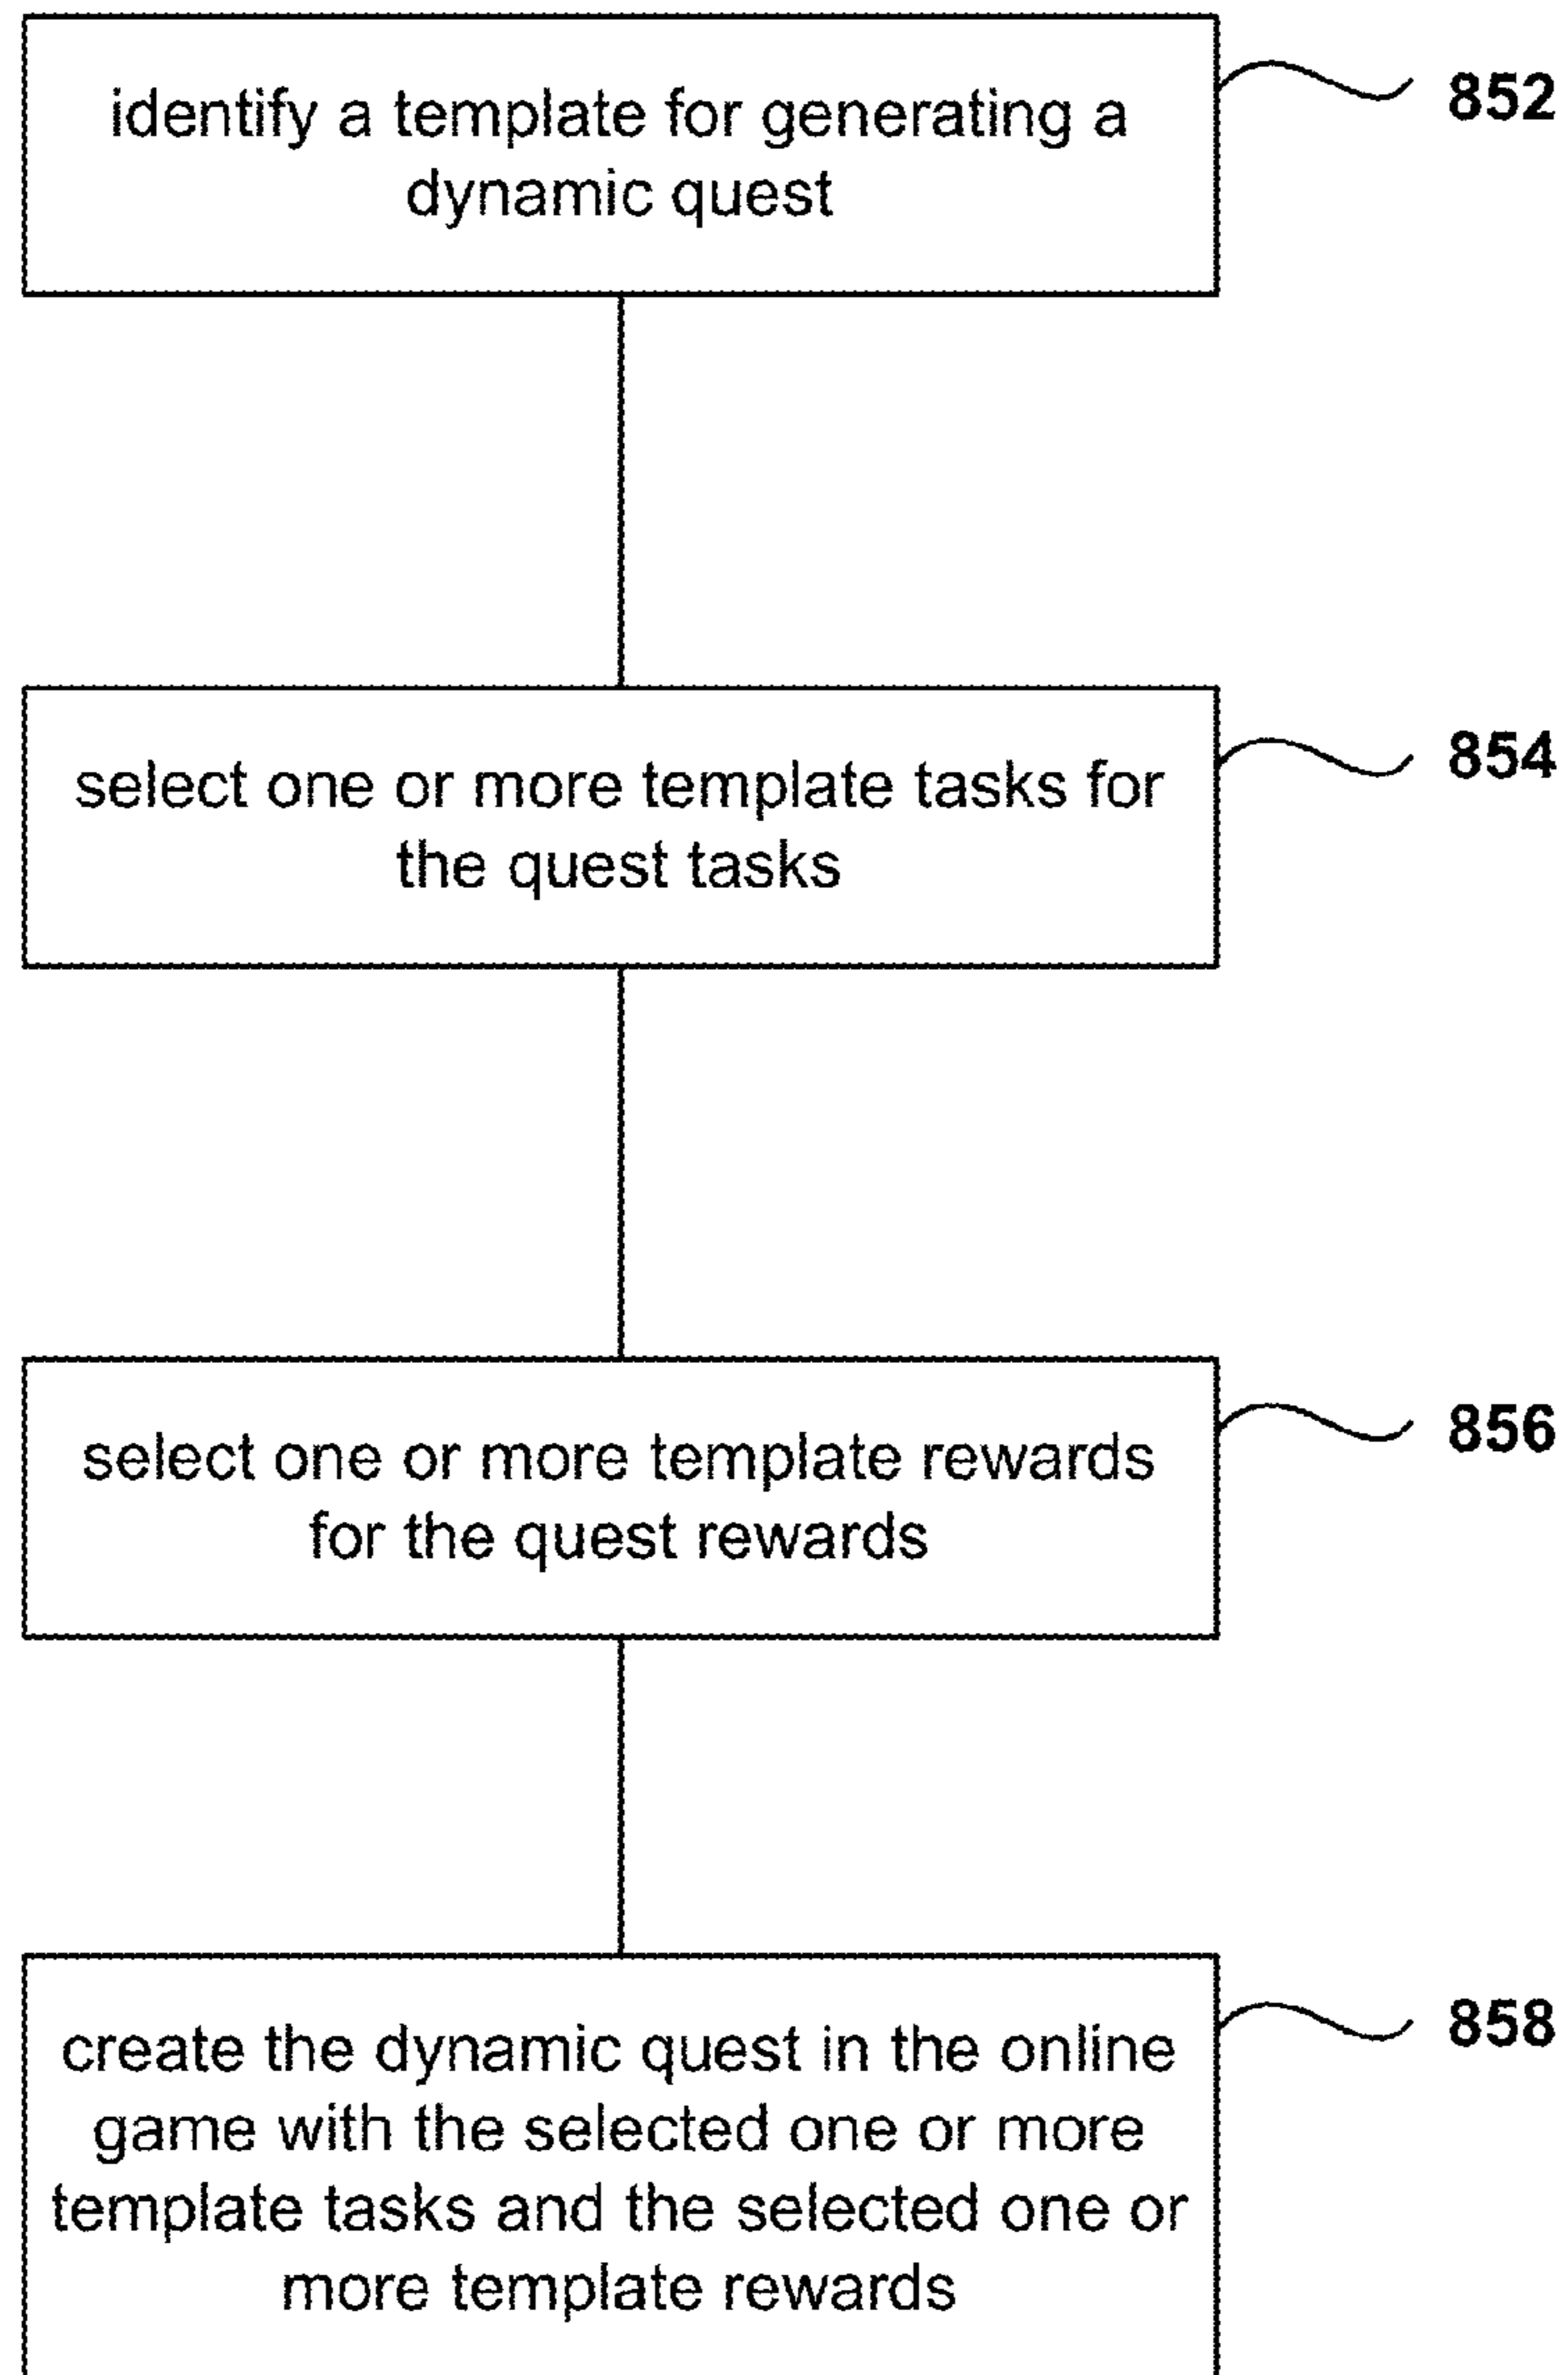 identify a template for generating a
dynamic quest
852
select one or more template tasks for
the quest tasks
854
select one or more template rewards
for the quest rewards
856
create the dynamic quest in the online
game with the selected one or more
template tasks and the selected one or
more template rewards
858